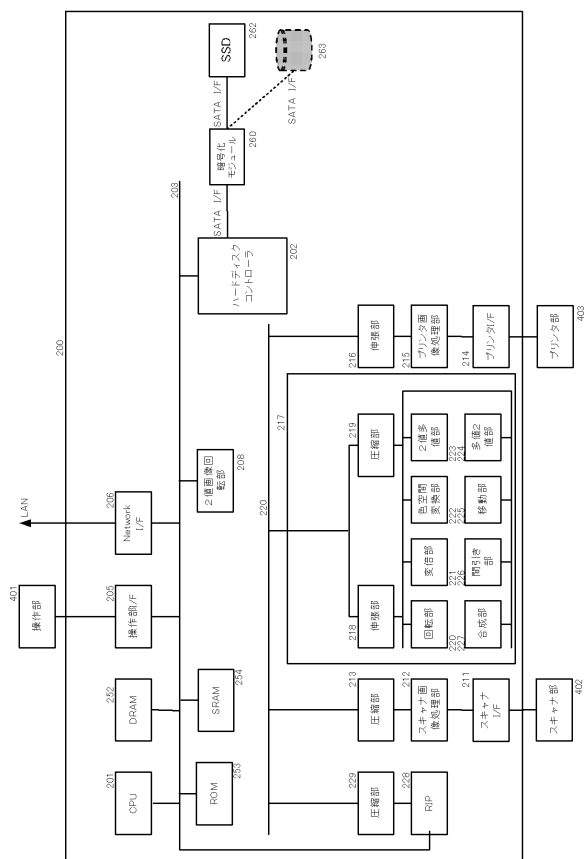 LAN
401
操作部
200
CPU
201
DRAM
252
操作部I/F
205
Network
I/F
206
ROM
253
SRAM
254
2値画像回
転部
208
203
ハードディスク
コントローラ
202
SATA I/F
暗号化
モジュール
260
SATA I/F
SSD
262
SATA I/F
263
220
217
229
圧縮部
228
RIP
213
圧縮部
212
スキャナ画
像処理部
211
スキャナ
I/F
スキャナ部
402
218
伸張部
219
圧縮部
回転部
220
変倍部
221
色空間
変換部
222
2値多
値部
223
227
合成部
226
間引き
部
225
移動部
224
多値2
値部
216
伸張部
215
プリンタ画
像処理部
214
プリンタI/F
プリンタ部
403